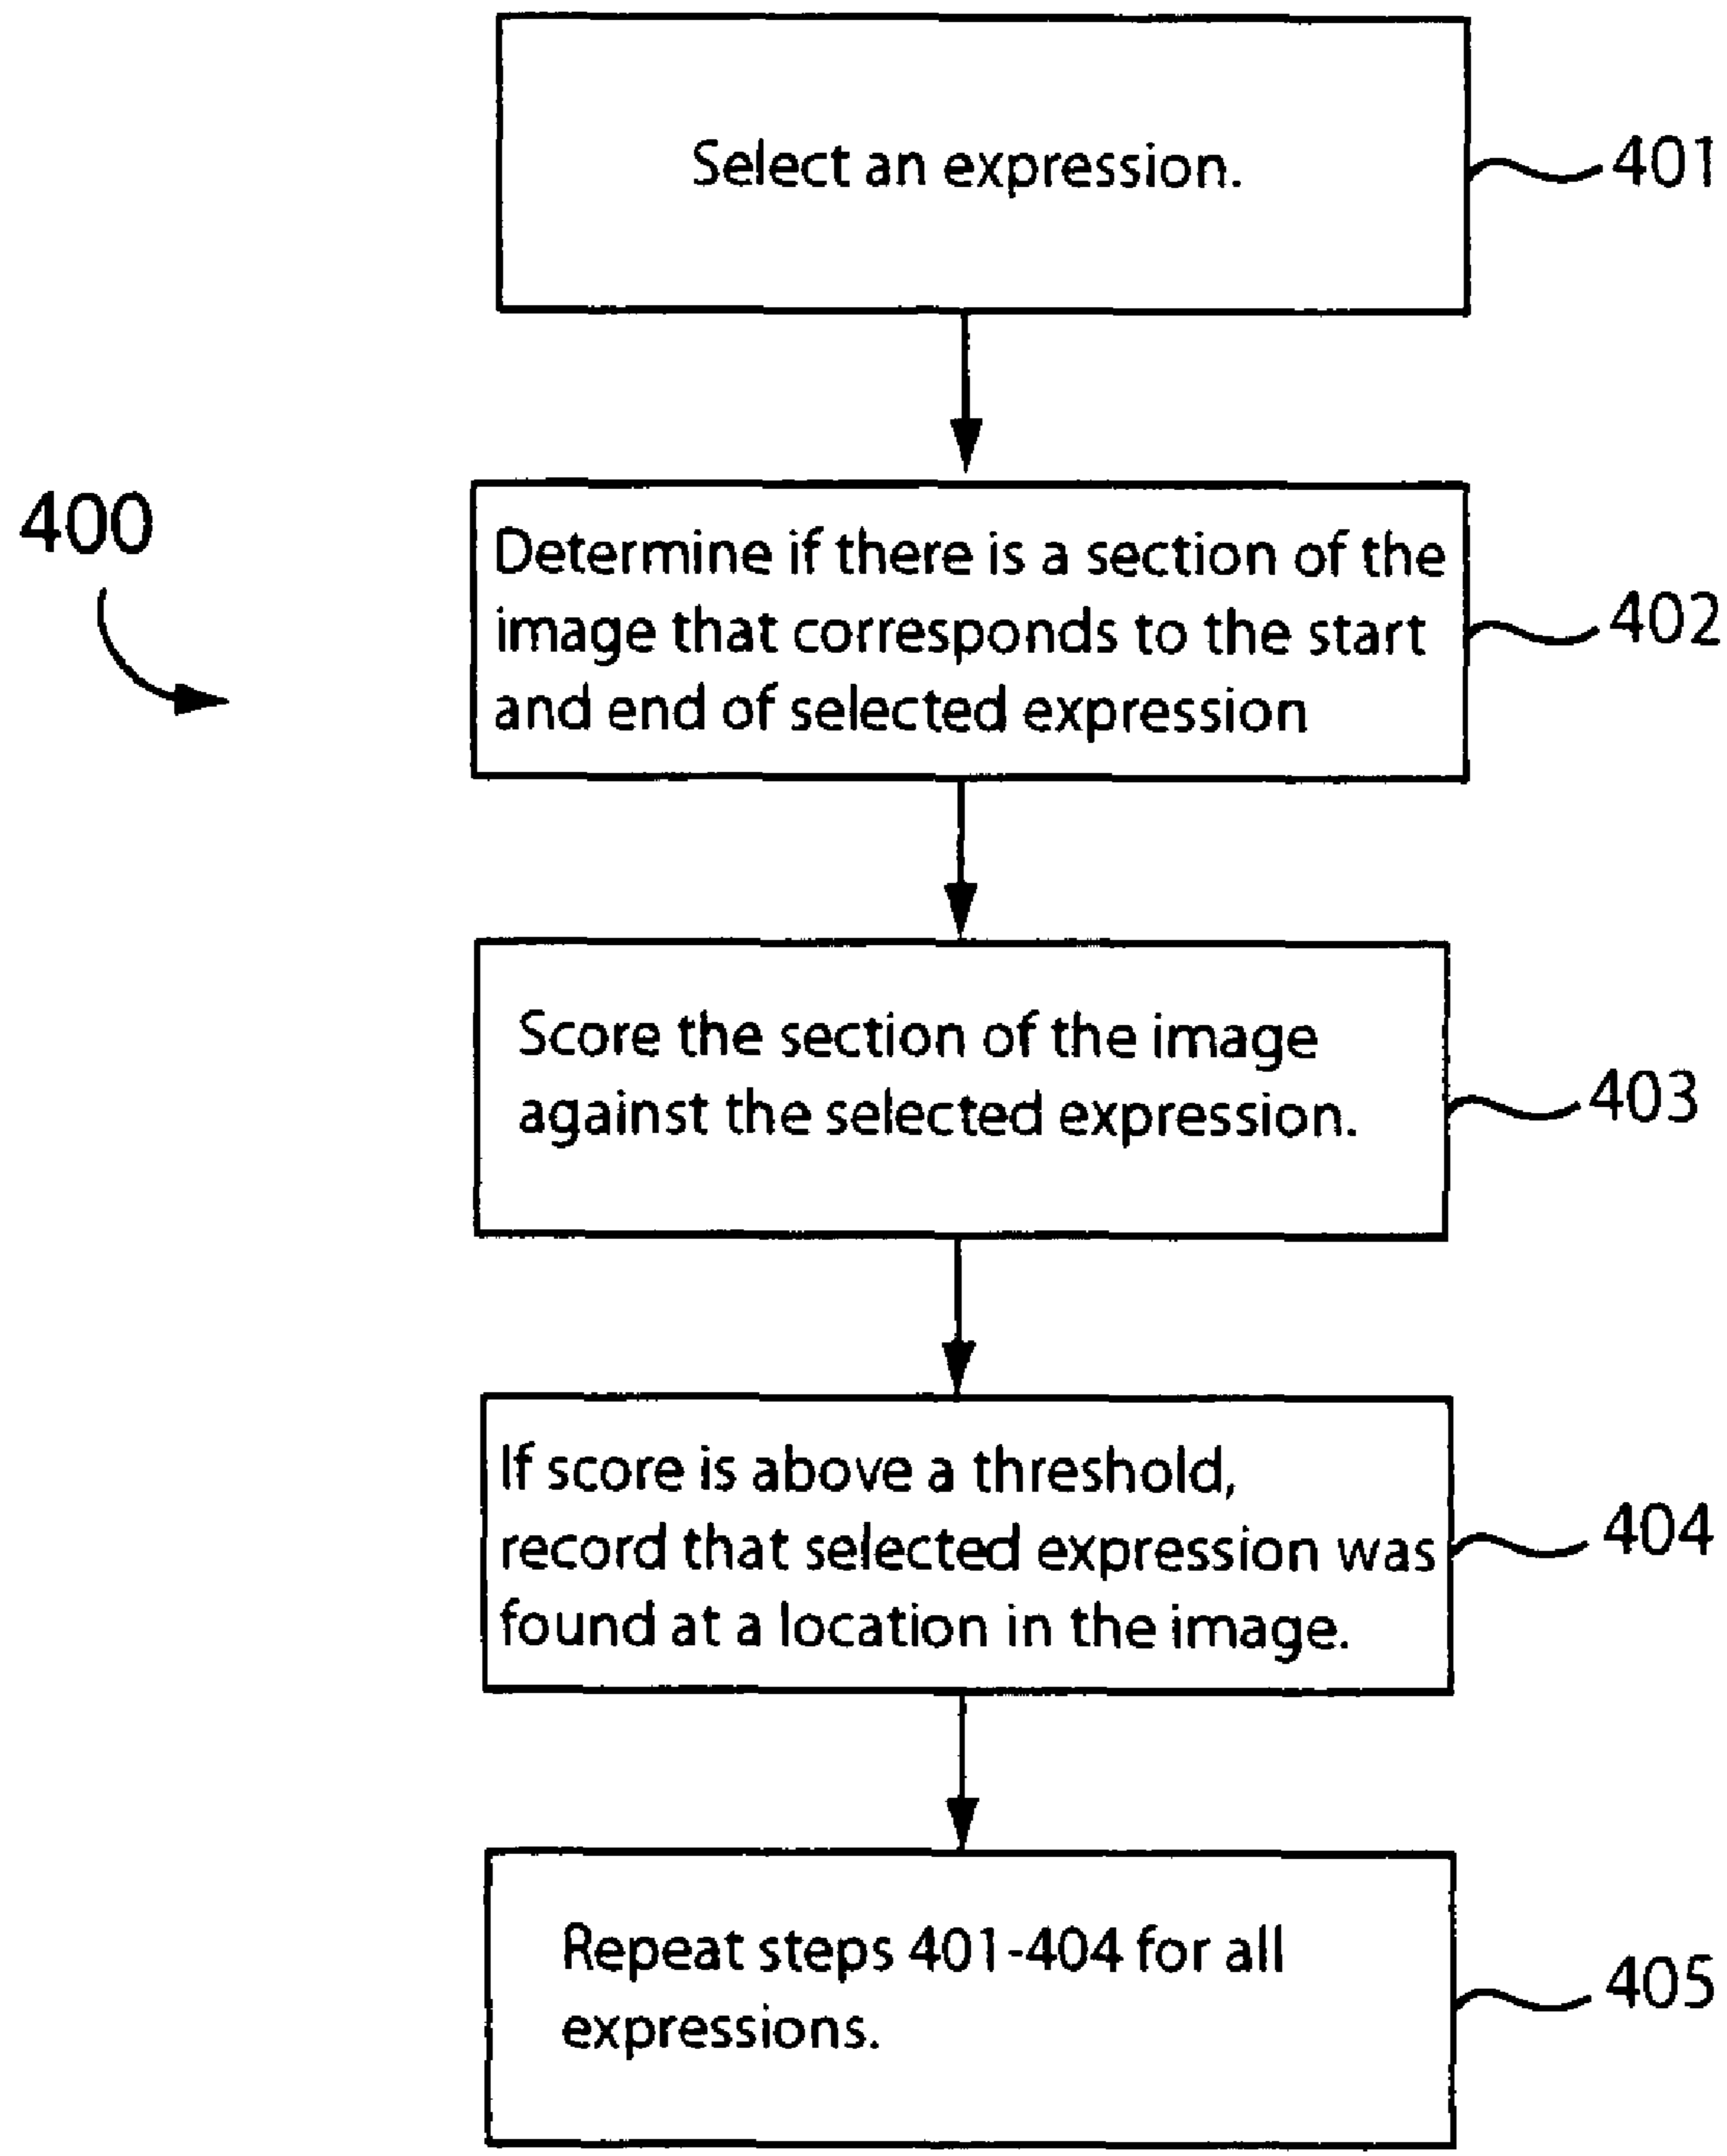 Select an expression.
401
400
Determine if there is a section of the
image that corresponds to the start
and end of selected expression
402
Score the section of the image
against the selected expression.
403
If score is above a threshold,
record that selected expression was
found at a location in the image.
404
Repeat steps 401-404 for all
expressions.
405